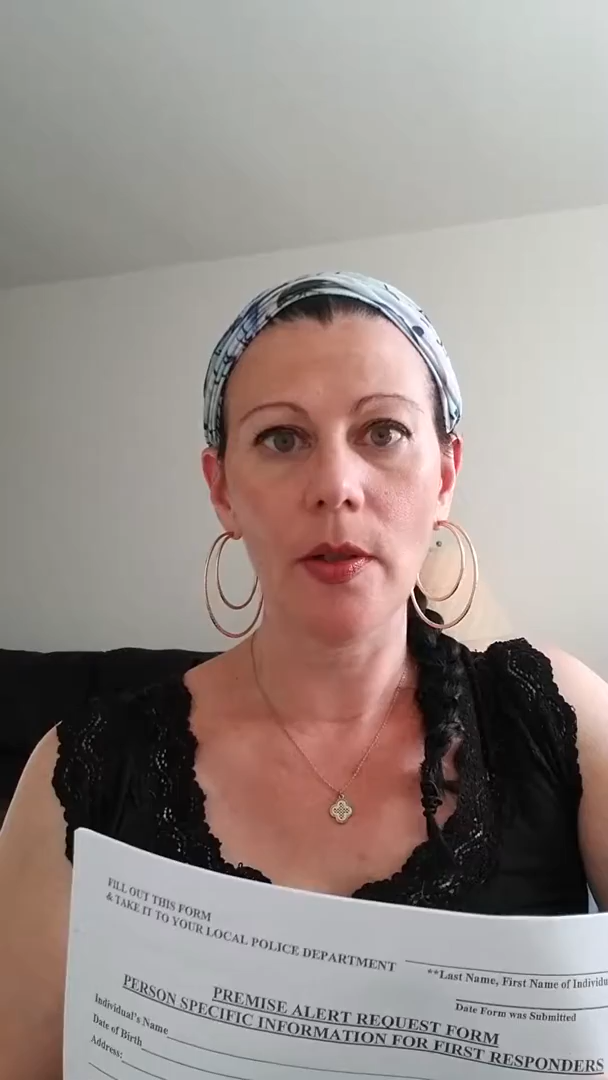 FILL OUT THIS FORM
& TAKE IT TO YOUR LOCAL POLICE DEPARTMENT
**Last Name, First Name of Individu
Date Form was Submitted
PREMISE ALERT REQUEST FORM
PERSON SPECIFIC INFORMATION FOR FIRST RESPONDERS
Individual's Name
Date of Birth
Address: